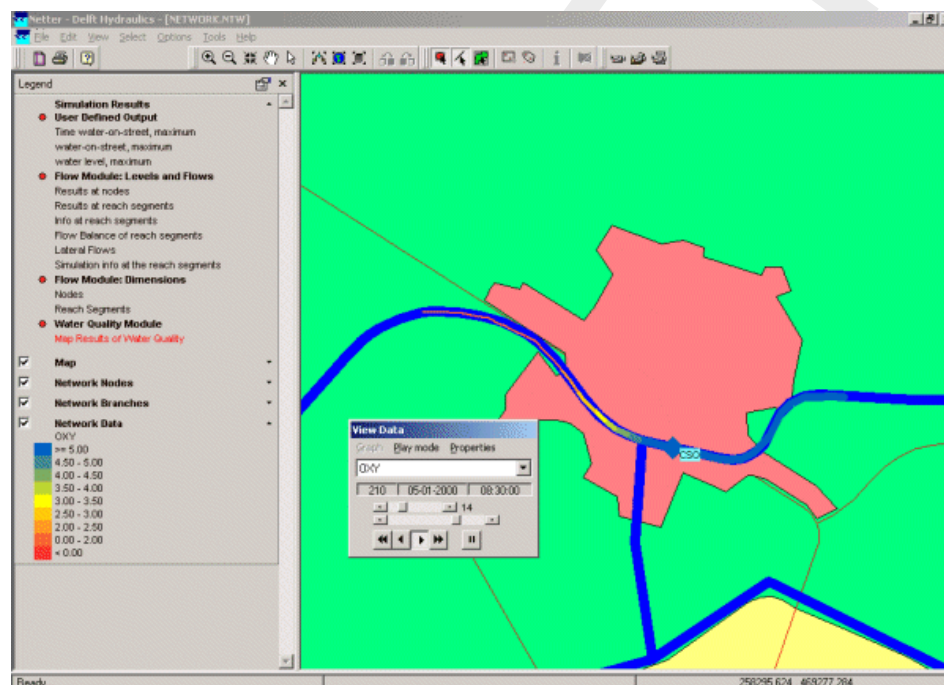 Netter - Delft Hydraulics - [NETWORK.NTW]
File Edit View Select Options Tools Help
Legend
Simulation Results
User Defined Output
Time water-on-street, maximum
water-on-street, maximum
water level, maximum
Flow Module: Levels and Flows
Results at nodes
Results at reach segments
Info at reach segments
Flow Balance of reach segments
Lateral Flows
Simulation info at the reach segments
Flow Module: Dimensions
Nodes
Reach Segments
Water Quality Module
Map Results of Water Quality
Map
Network Nodes
Network Branches
Network Data
OXY
>= 5.00
4.50 - 5.00
4.00 - 4.50
3.50 - 4.00
3.00 - 3.50
2.50 - 3.00
2.00 - 2.50
0.00 - 2.00
< 0.00
CSO
View Data
Graph Play mode Properties
OXY
210 05-01-2000 08:30:00
14
Ready
258295.624 469277.284